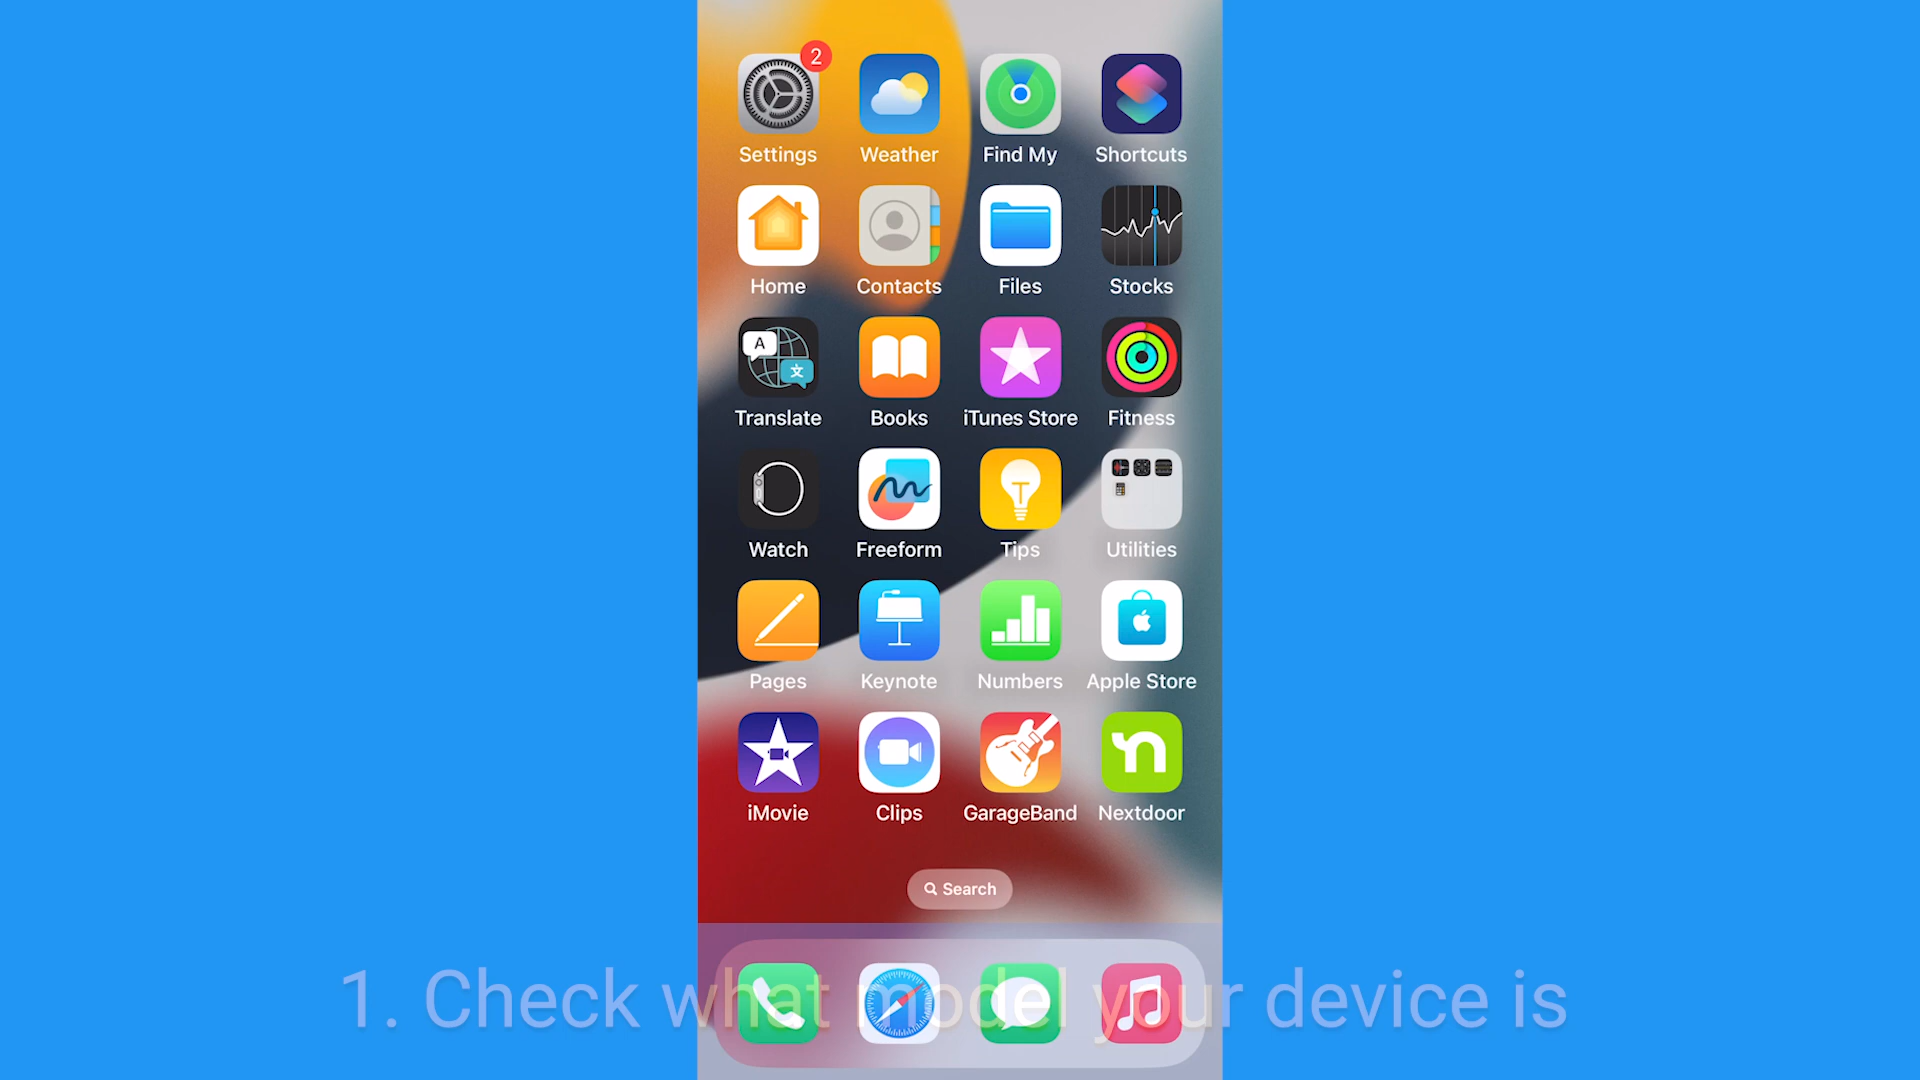 2
Settings
Weather
Find My
Shortcuts
Home
Contacts
Files
Stocks
A
文
Translate
Books
iTunes Store
Fitness
Watch
Freeform
Tips
Utilities
Pages
Keynote
Numbers
Apple Store
iMovie
Clips
GarageBand
n
Nextdoor
Search
1. Check what model your device is